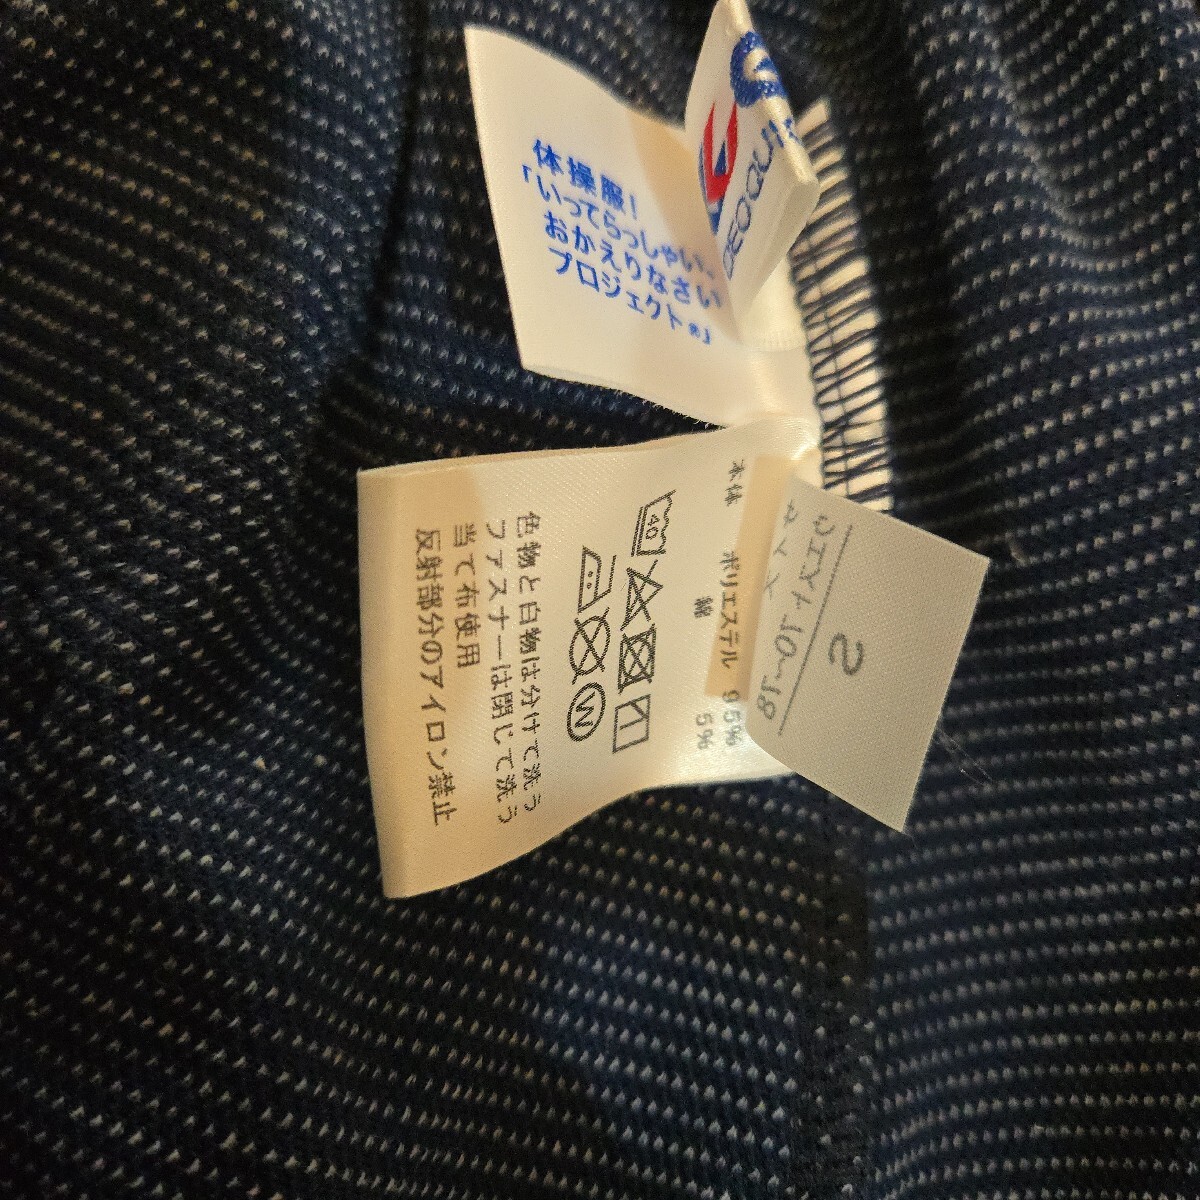 体操服!
「いってらっしゃい、
おかえりなさい
プロジェクト®」
本体 ポリエステル 95%
綿 5%
40
W
色物と白物は分けて洗う
ファスナーは閉じて洗う
当て布使用
反射部分のアイロン禁止
S